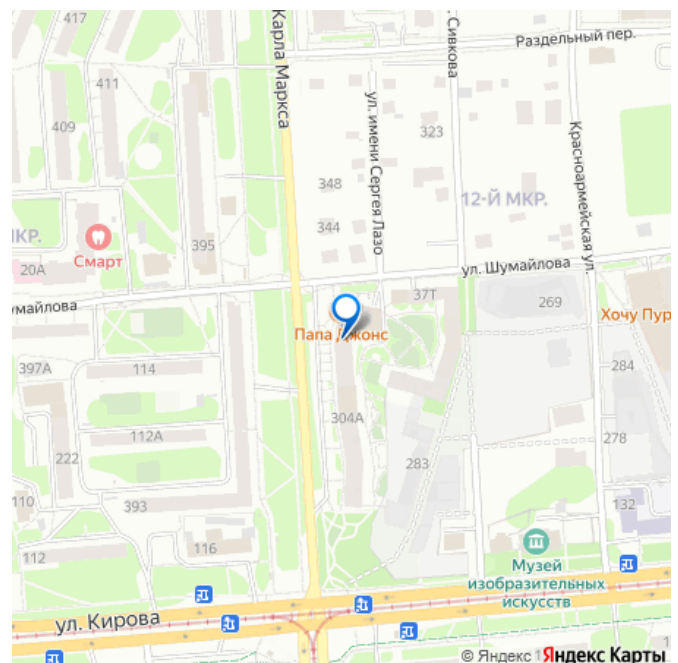 417
411
409
Карла Маркса
. Сивкова
Раздельный пер.
ул. имени Сергея Лазо
323
348
344
12-Й МКР.
Красноармейская ул.
КР.
Смарт
20А
395
ул. Шумайлова
умайлова
37Т
269
Папа Джонс
Хочу Пур
397А
114
284
304А
112А
222
283
278
110
393
132
112
116
Музей
изобразительных
искусств
ул. Кирова
© Яндекс
Яндекс Карты